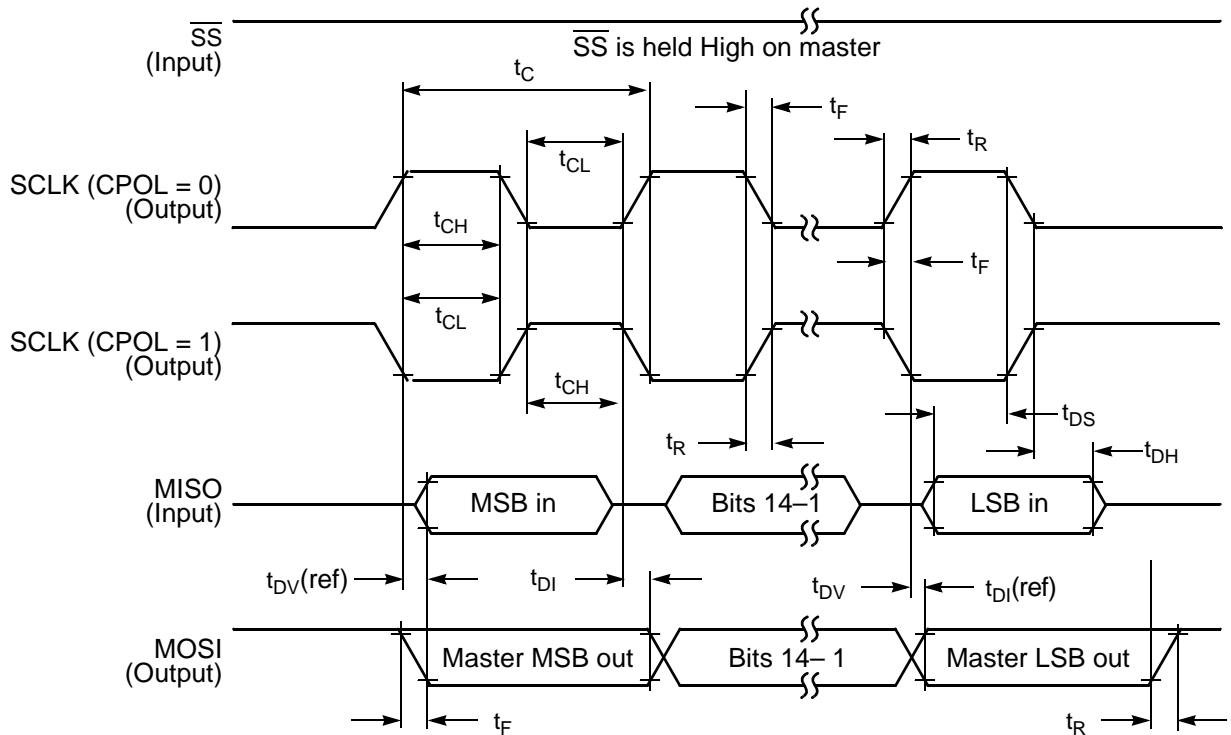 SS
(Input)
SS is held High on master
tC
tF
tR
tCL
SCLK (CPOL = 0)
(Output)
tCH
tF
tCL
SCLK (CPOL = 1)
(Output)
tCH
tDS
tR
tDH
MISO
(Input)
MSB in
Bits 14–1
LSB in
tDV(ref)
tDI
tDV
tDI(ref)
MOSI
(Output)
Master MSB out
Bits 14– 1
Master LSB out
tF
tR